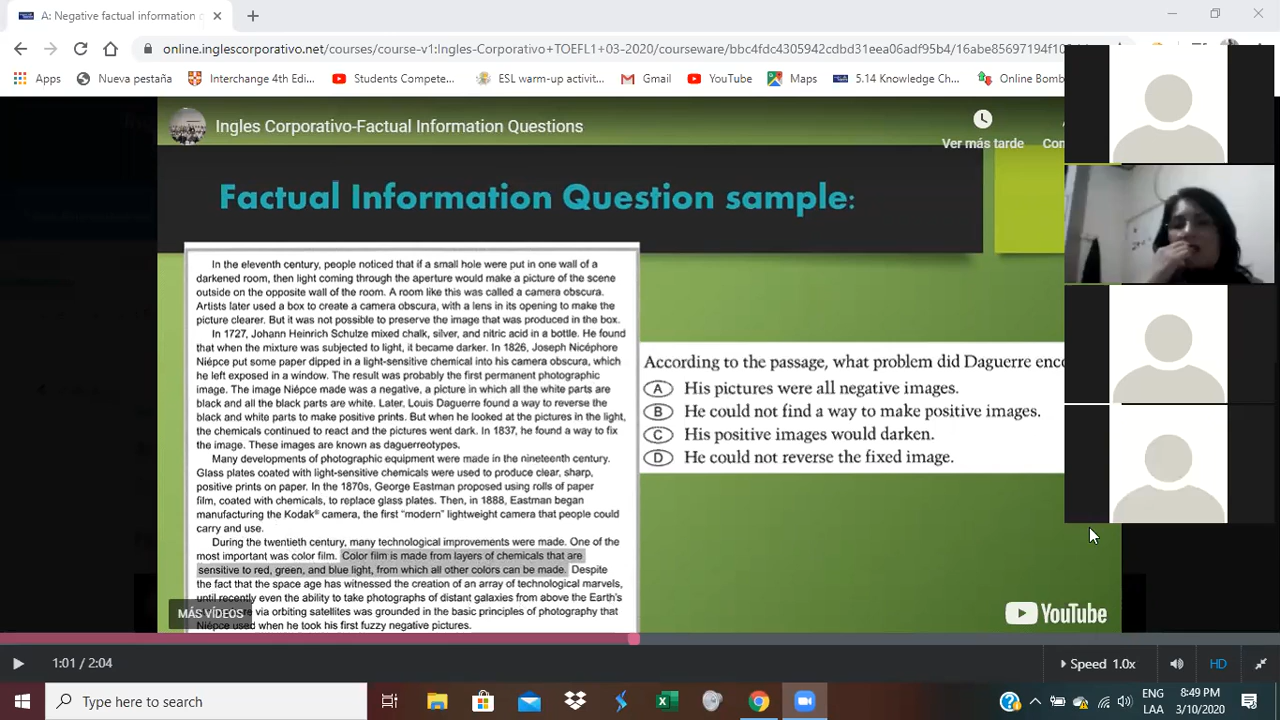 A: Negative factual information
online.inglescorporativo.net/courses/course-v1:Ingles-Corporativo+TOEFL1+03-2020/courseware/bbc4fdc4305942cdbd31eea06adf95b4/
Apps Nueva pestaña Interchange 4th Edi... Students Compete... ESL warm-up activit... Gmail YouTube Maps 5.14 Knowledge Ch... Online Bomb
Ingles Corporativo-Factual Information Questions
Ver más tarde
Factual Information Question sample:
In the eleventh century, people noticed that if a small hole were put in one wall of a
darkened room, then light coming through the aperture would make a picture of the scene
outside on the opposite wall of the room. A room like this was called a camera obscura.
Artists later used a box to create a camera obscura, with a lens in its opening to make the
picture clearer. But it was not possible to preserve the image that was produced in the box.
In 1727, Johann Heinrich Schulze mixed chalk, silver, and nitric acid in a bottle. He found
that when the mixture was subjected to light, it became darker. In 1826, Joseph Nicéphore
Niépce put some paper dipped in a light-sensitive chemical into his camera obscura, which
he left exposed in a window. The result was probably the first permanent photographic
image. The image Niépce made was a negative, a picture in which all the white parts are
black and all the black parts are white. Later, Louis Daguerre found a way to reverse the
black and white parts to make positive prints. But when he looked at the pictures in the light,
the chemicals continued to react and the pictures went dark. In 1837, he found a way to fix
the image. These images are known as daguerreotypes.
Many developments of photographic equipment were made in the nineteenth century.
Glass plates coated with light-sensitive chemicals were used to produce clear, sharp,
positive prints on paper. In the 1870s, George Eastman proposed using rolls of paper
film, coated with chemicals, to replace glass plates. Then, in 1888, Eastman began
manufacturing the Kodak® camera, the first "modern" lightweight camera that people could
carry and use.
During the twentieth century, many technological improvements were made. One of the
most important was color film. Color film is made from layers of chemicals that are
sensitive to red, green, and blue light, from which all other colors can be made. Despite
the fact that the space age has witnessed the creation of an array of technological marvels,
until recently even the ability to take photographs of distant galaxies from above the Earth's
via orbiting satellites was grounded in the basic principles of photography that
Niépce used when he took his first fuzzy negative pictures.
MÁS VÍDEOS
According to the passage, what problem did Daguerre enc
A His pictures were all negative images.
B He could not find a way to make positive images.
C His positive images would darken.
D He could not reverse the fixed image.
YouTube
1:01 / 2:04
Speed 1.0x
HD
Type here to search
ENG
LAA
8:49 PM
3/10/2020